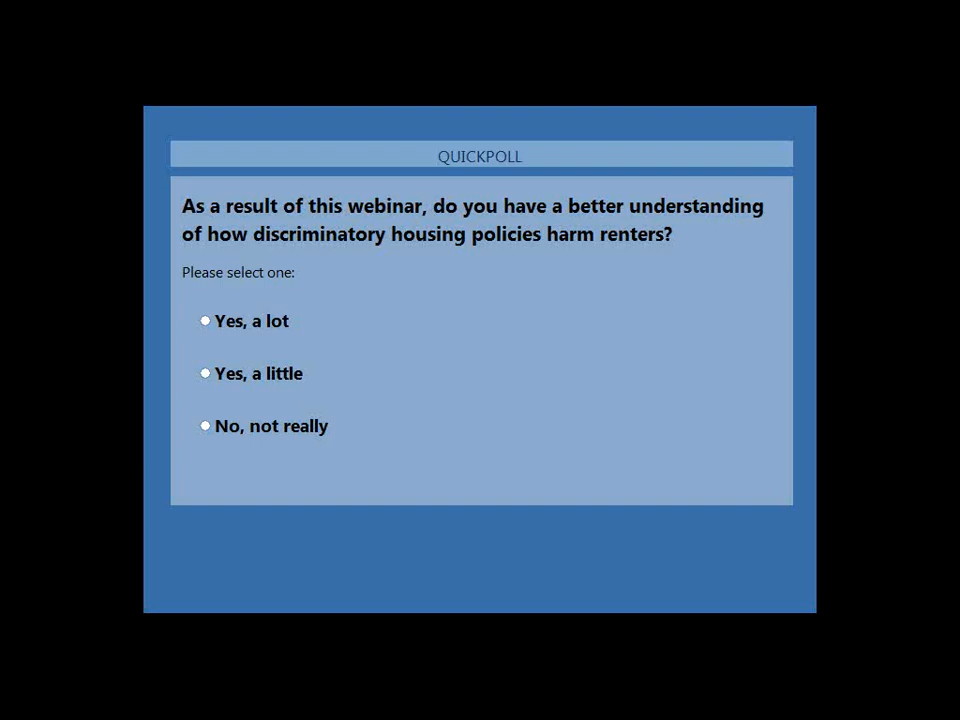 QUICKPOLL
As a result of this webinar, do you have a better understanding
of how discriminatory housing policies harm renters?
Please select one:
Yes, a lot
Yes, a little
No, not really